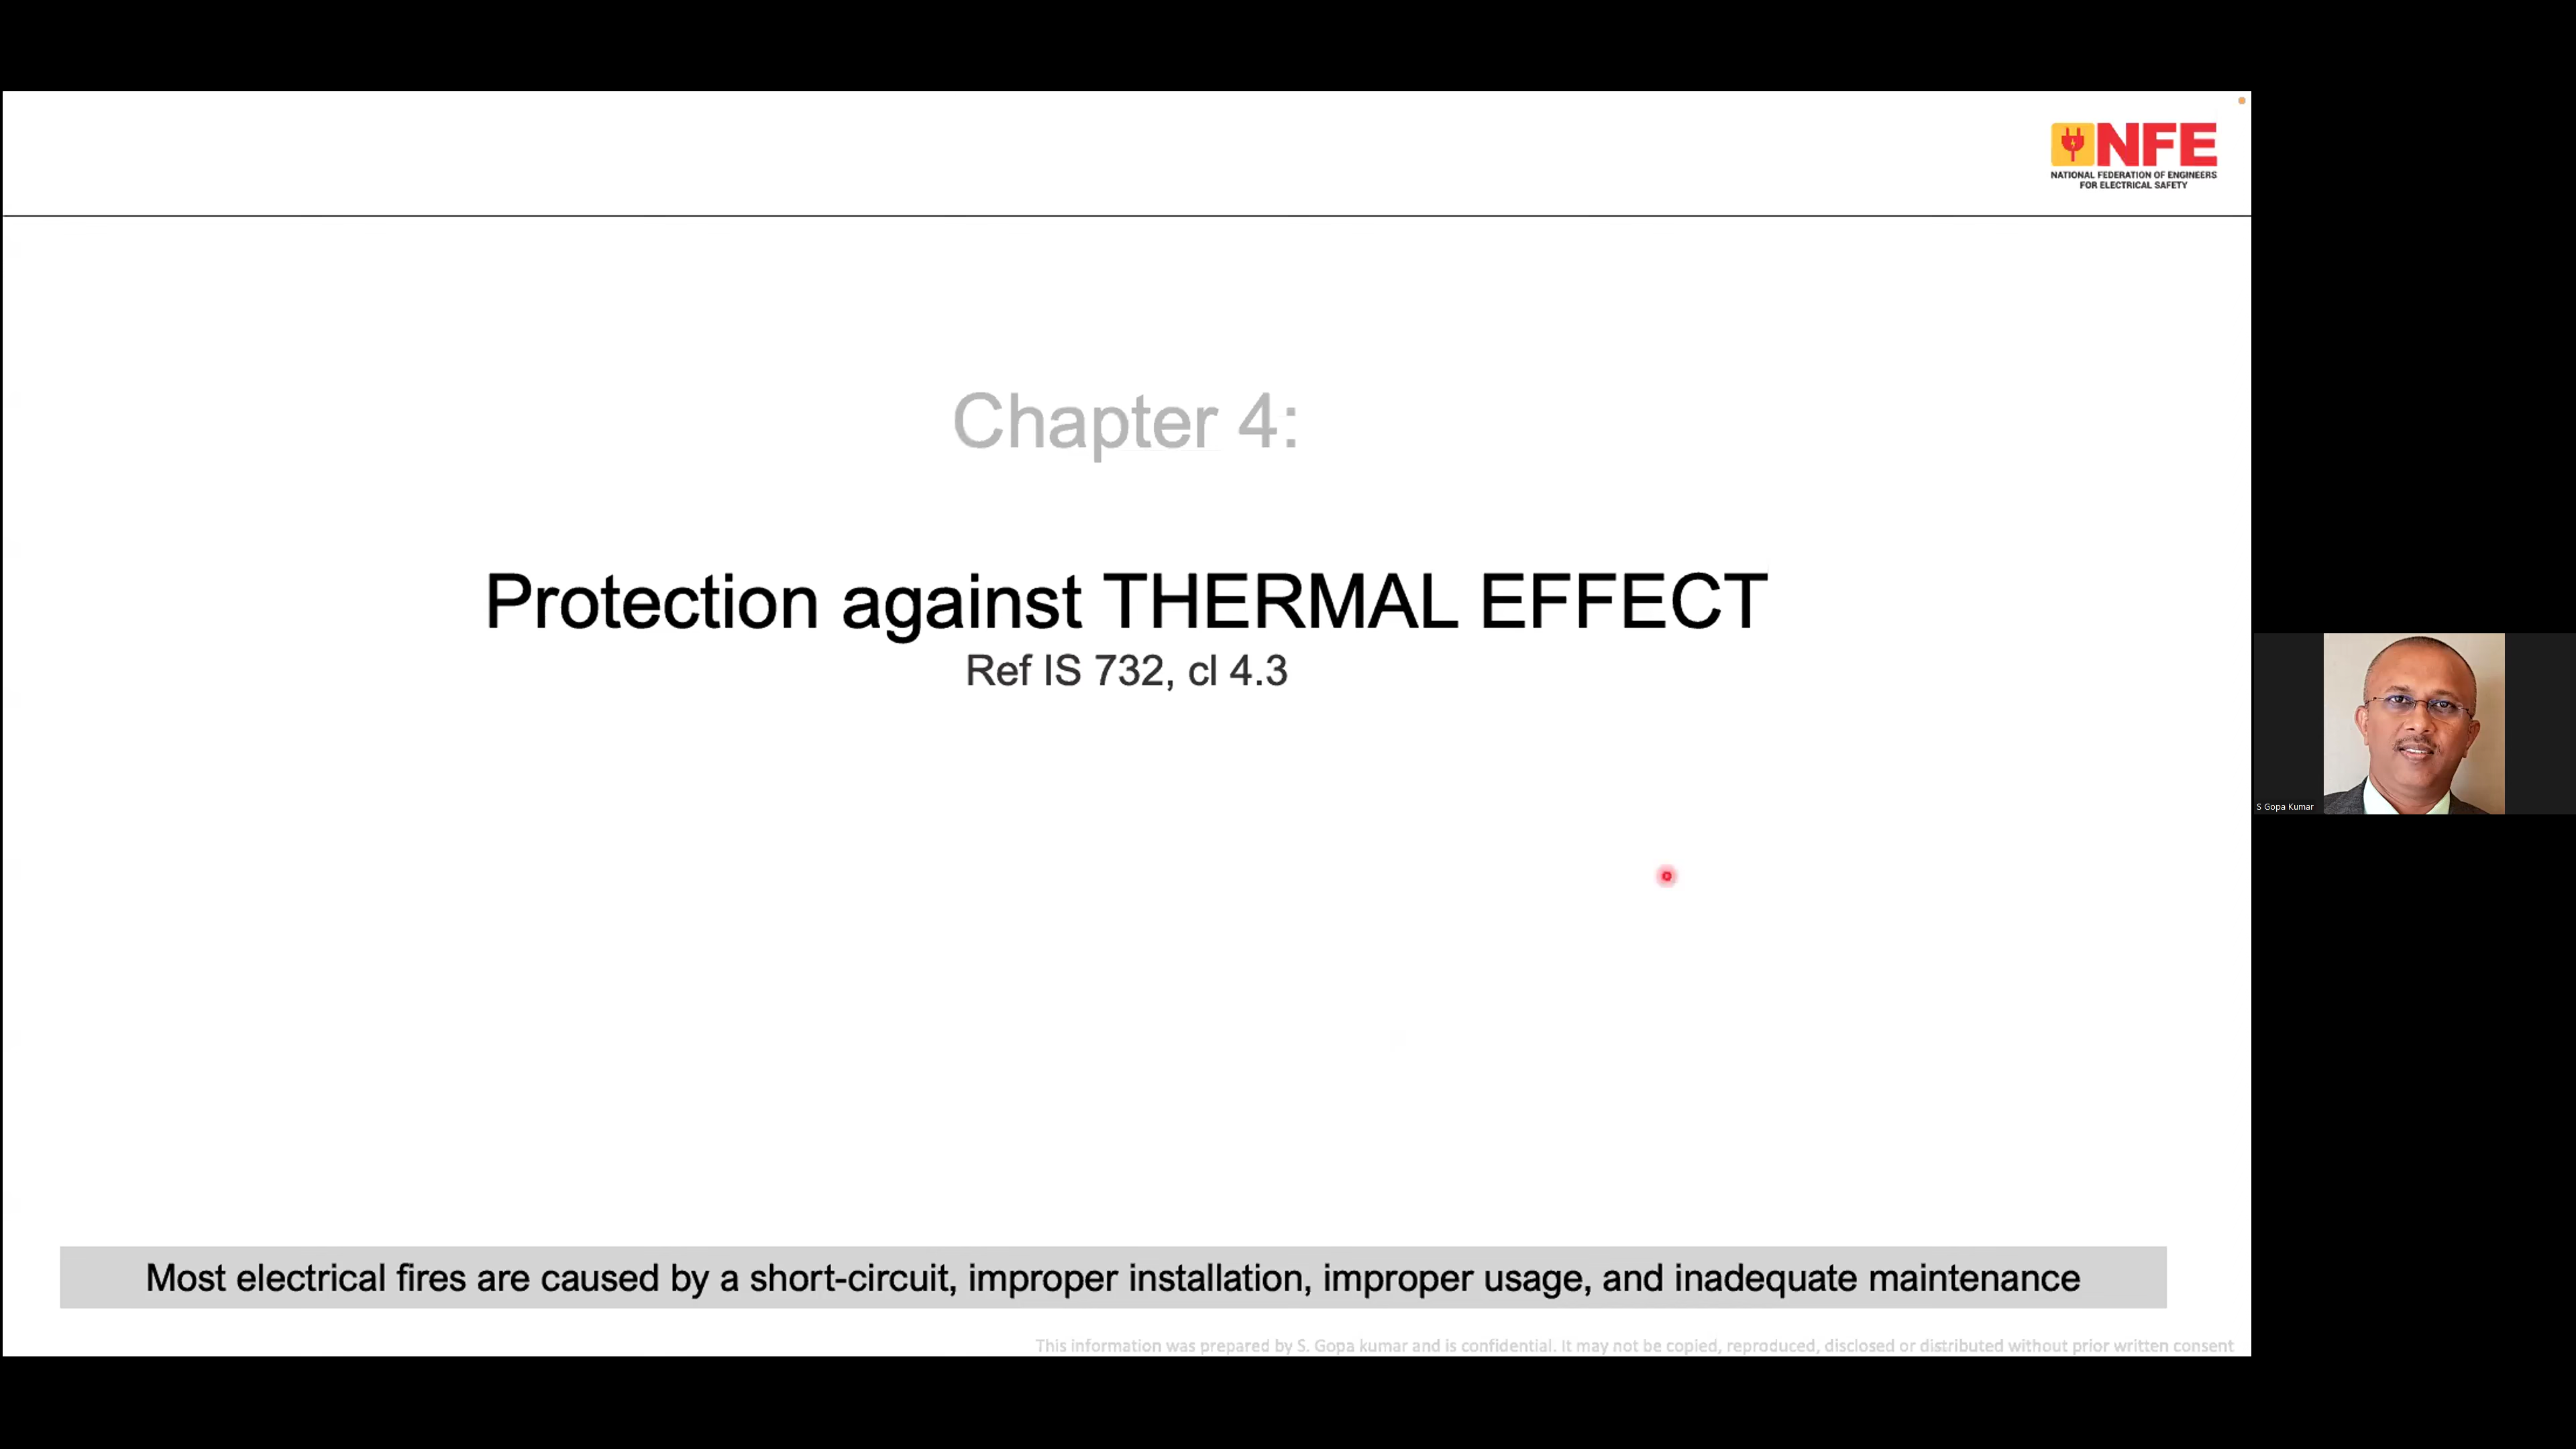 NFE
NATIONAL FEDERATION OF ENGINEERS
FOR ELECTRICAL SAFETY
Chapter 4:
Protection against THERMAL EFFECT
Ref IS 732, cl 4.3
S Gopa Kumar
Most electrical fires are caused by a short-circuit, improper installation, improper usage, and inadequate maintenance
This information was prepared by S. Gopa kumar and is confidential. It may not be copied, reproduced, disclosed or distributed without prior written consent